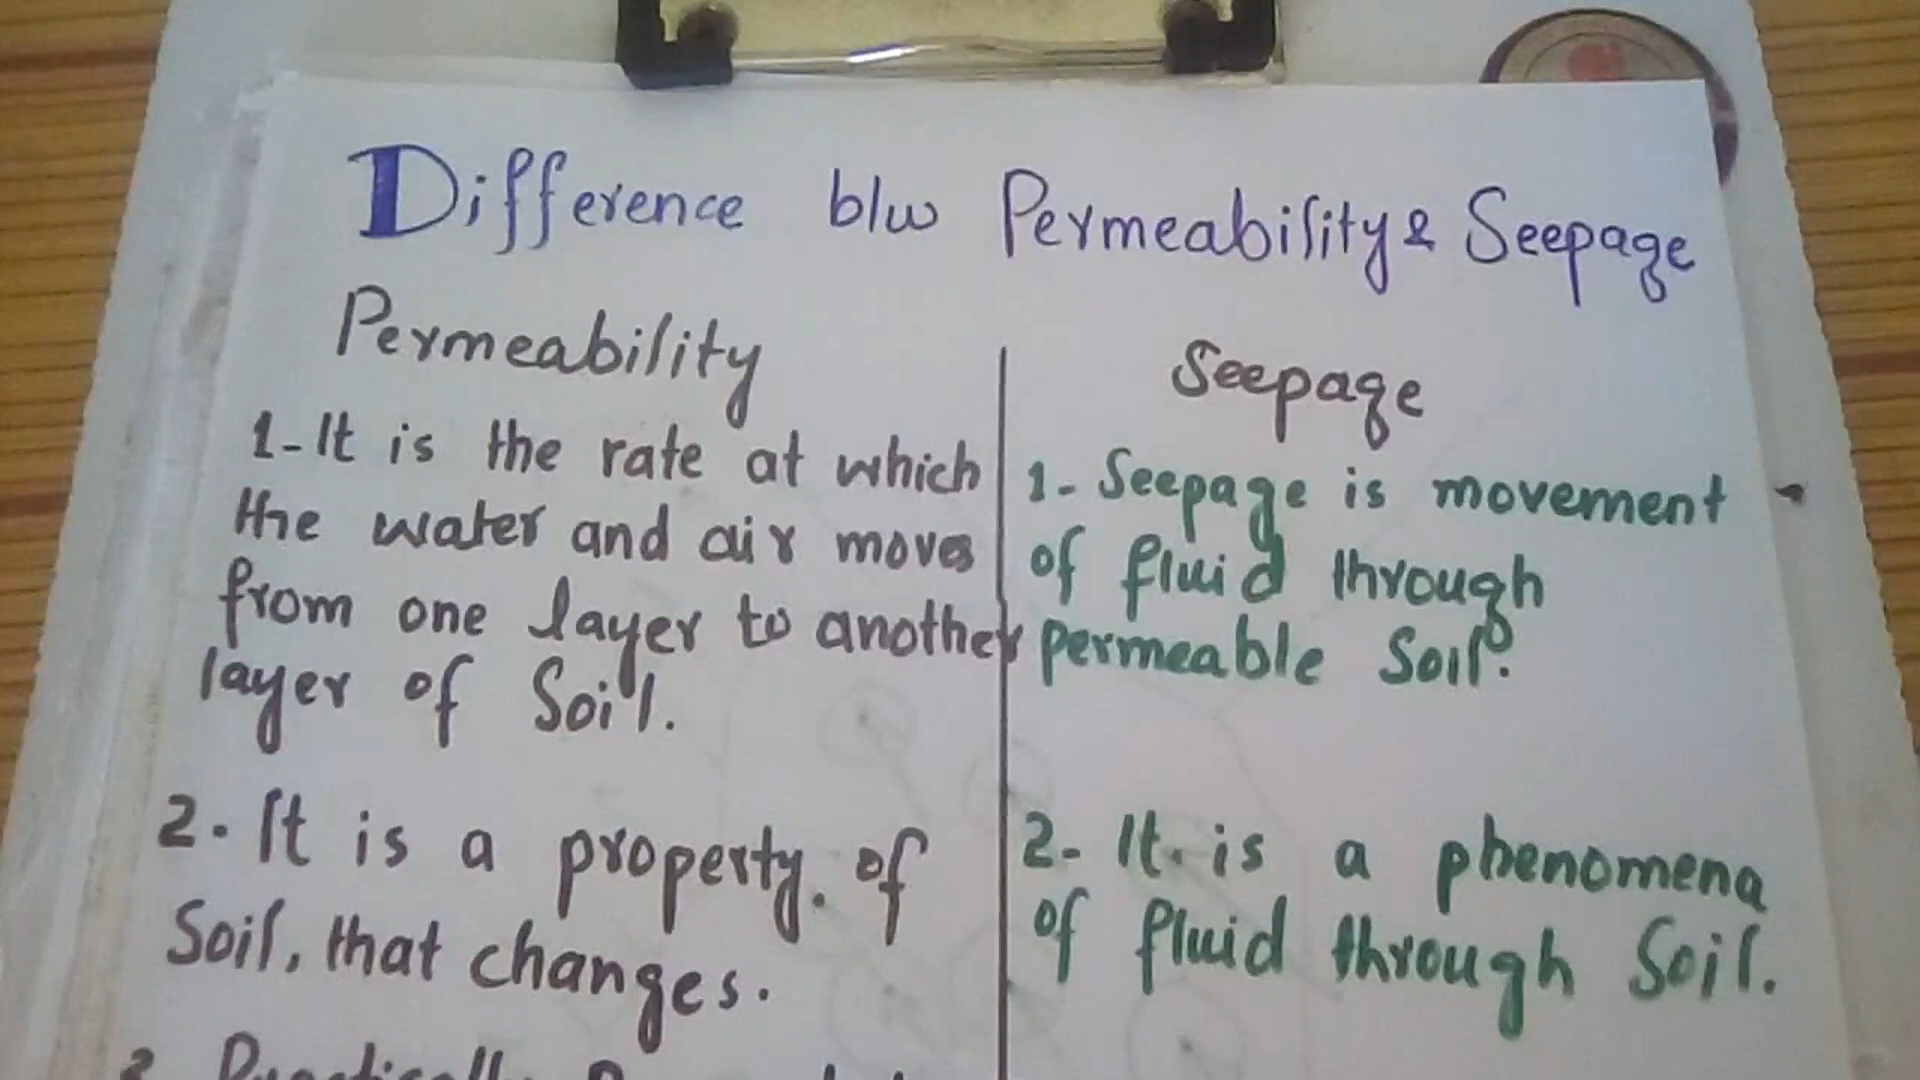 Difference b/w Permeability & Seepage
Permeability
1-It is the rate at which
the water and air moves
from one layer to another
layer of Soil.
2. It is a property. of
Soil, that changes.
Seepage
1- Seepage is movement
of fluid through
permeable Soil.
2- It. is a phenomena
of fluid through Soil.